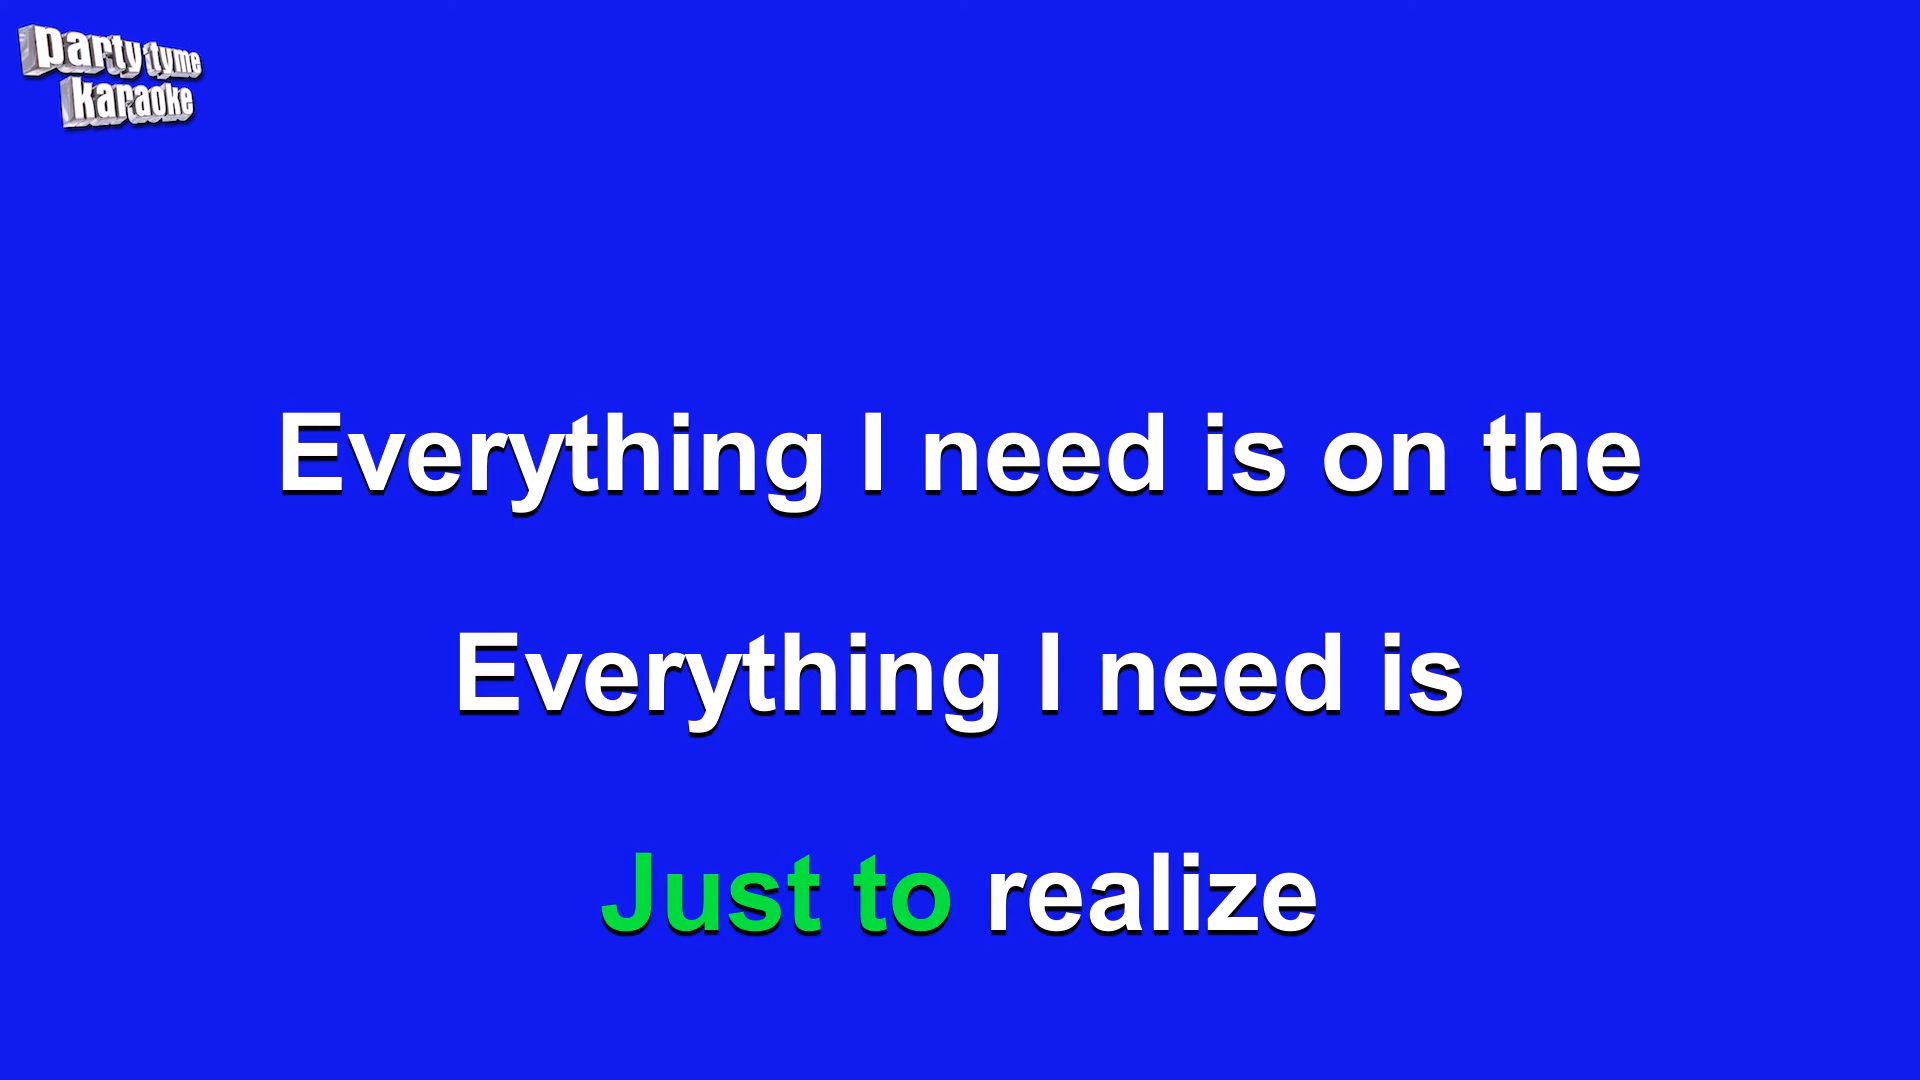 party tyme
karaoke
Everything I need is on the
Everything I need is
Just to realize